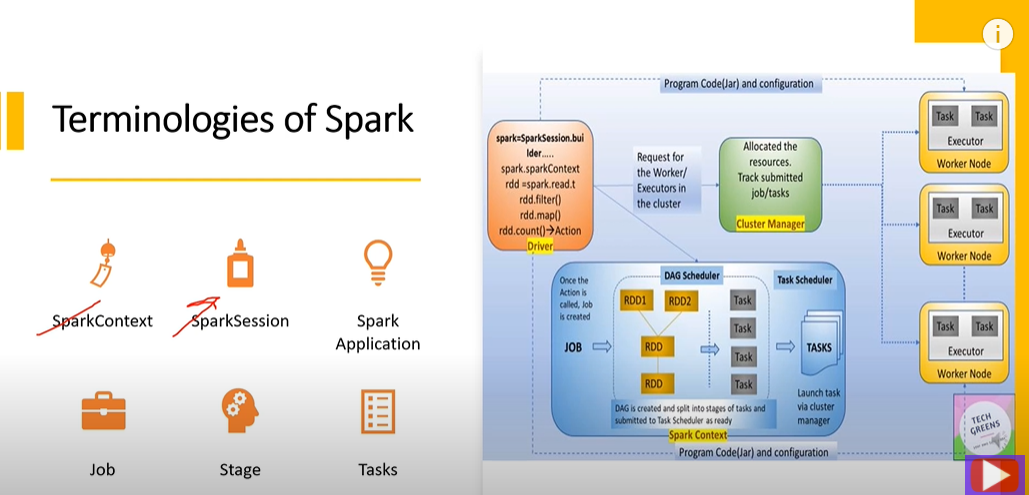 Terminologies of Spark
SparkContext
SparkSession
Spark
Application
Job
Stage
Tasks
i
Program Code(Jar) and configuration
spark=SparkSession.bui
lder.....
spark.sparkContext
rdd =spark.read.t
rdd.filter()
rdd.map()
rdd.count()→Action
Driver
Request for
the Worker/
Executors in
the cluster
Allocated the
resources.
Track submitted
job/tasks
Cluster Manager
Task Task
Executor
Worker Node
Task Task
Executor
Worker Node
Task Task
Executor
Worker Node
Once the
Action is
called, Job
is created
JOB
DAG Scheduler
RDD1 RDD2
RDD
RDD
Task
Task
Task
Task
DAG is created and split into stages of tasks and
submitted to Task Scheduler as ready
Task Scheduler
TASKS
Launch task
via cluster
manager
Spark Context
Program Code(Jar) and configuration
TECH
GREENS